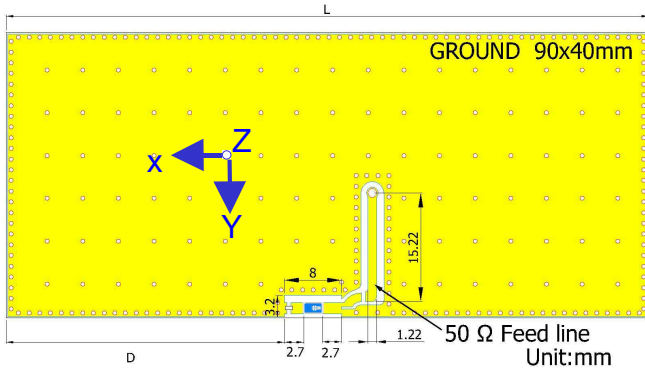 L
GROUND 90x40mm
Z
x
Y
15.22
8
3.2
2.7
2.7
1.22
D
50 Ω Feed line
Unit:mm